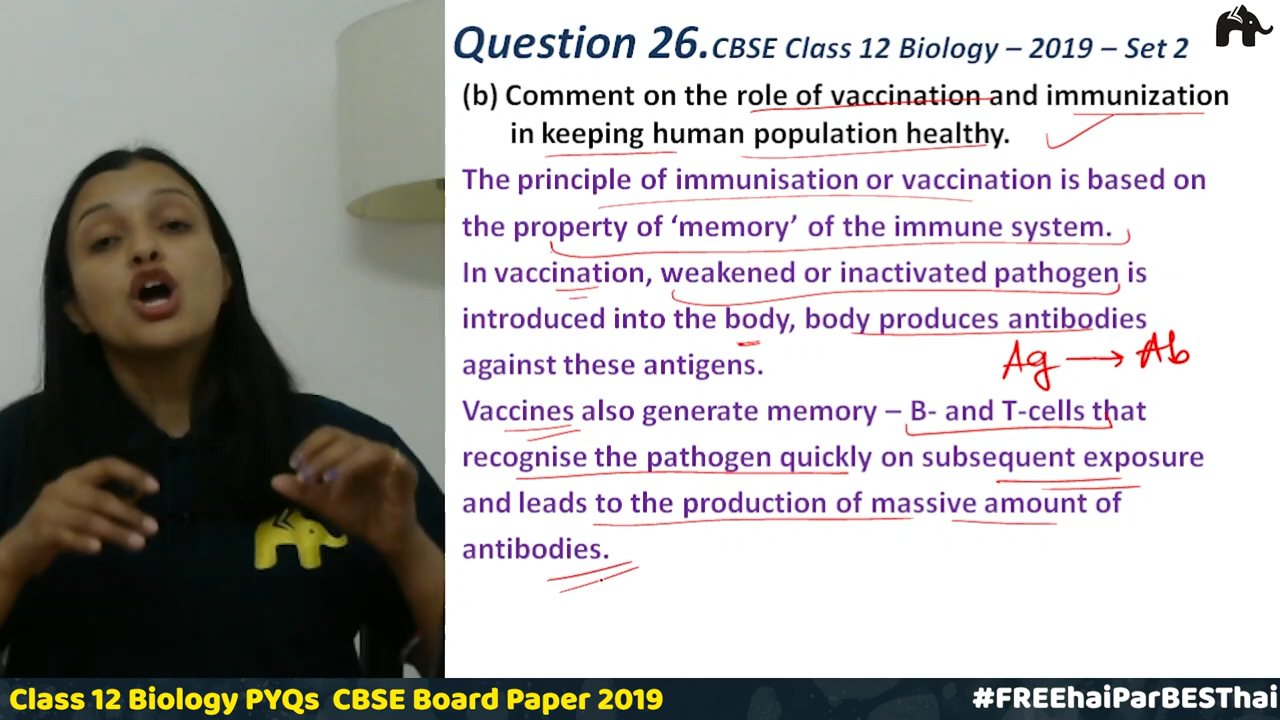 Question 26. CBSE Class 12 Biology – 2019 – Set 2
(b) Comment on the role of vaccination and immunization
in keeping human population healthy.
The principle of immunisation or vaccination is based on
the property of ‘memory’ of the immune system.
In vaccination, weakened or inactivated pathogen is
introduced into the body, body produces antibodies
against these antigens.
Ag → Ab
Vaccines also generate memory – B- and T-cells that
recognise the pathogen quickly on subsequent exposure
and leads to the production of massive amount of
antibodies.
Class 12 Biology PYQs CBSE Board Paper 2019
#FREEhaiParBESThai